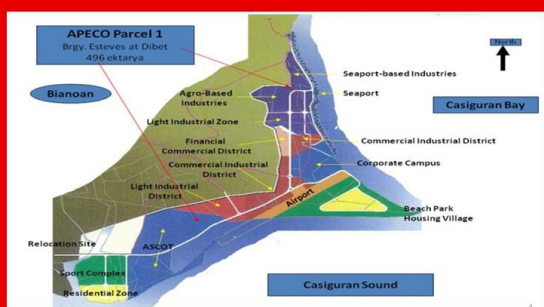 APECO Parcel 1
Brgy. Esteves at Dibet
496 ektarya
North
Bianoan
Seaport-based Industries
Agro-Based
Industries
Seaport
Casiguran Bay
Light Industrial Zone
Financial
Commercial District
Commercial Industrial
District
Commercial Industrial
District
Corporate Campus
Light Industrial
District
Airport
Beach Park
Housing Village
Relocation Site
ASCOT
Sport Complex
Residential Zone
Casiguran Sound